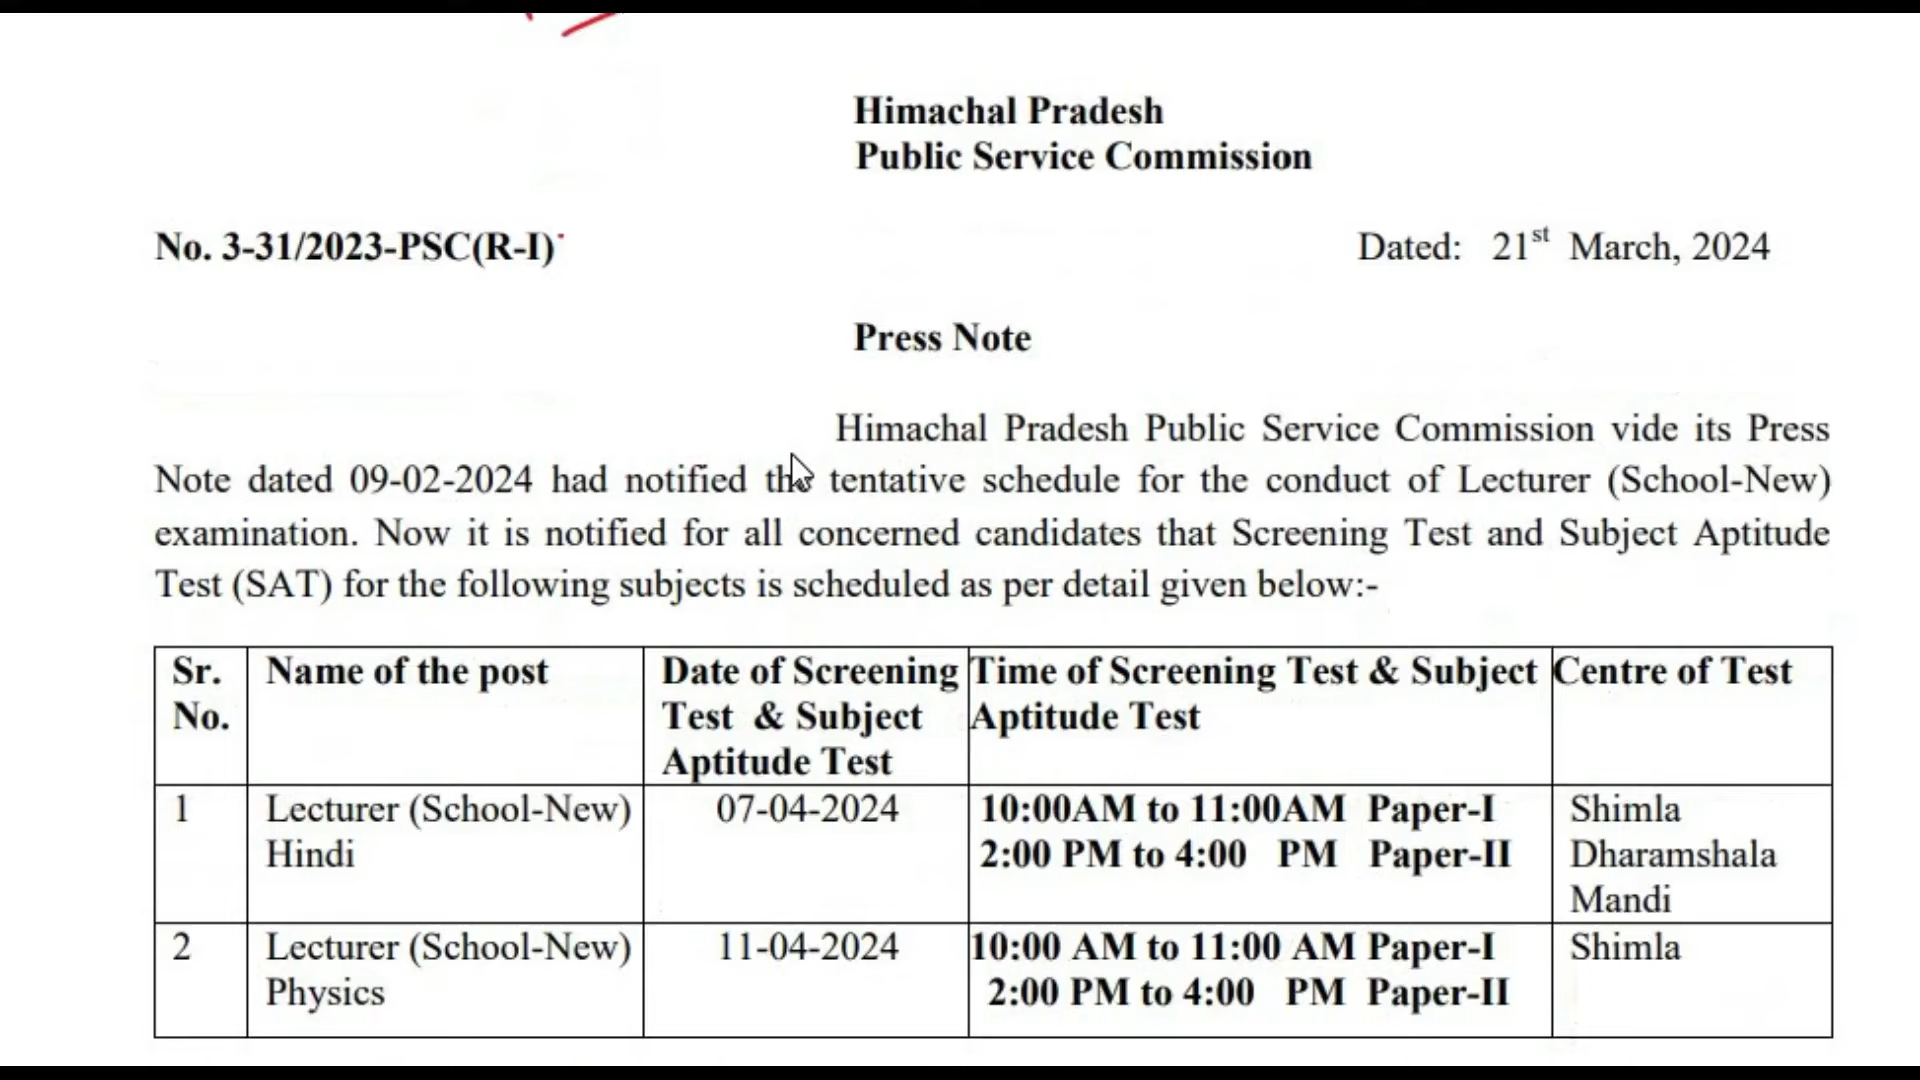 Himachal Pradesh
Public Service Commission
No. 3-31/2023-PSC(R-I)
Dated: 21st March, 2024
Press Note
Himachal Pradesh Public Service Commission vide its Press
Note dated 09-02-2024 had notified the tentative schedule for the conduct of Lecturer (School-New)
examination. Now it is notified for all concerned candidates that Screening Test and Subject Aptitude
Test (SAT) for the following subjects is scheduled as per detail given below:-
Sr. No.
Name of the post
Date of Screening
Test & Subject
Aptitude Test
Time of Screening Test & Subject
Aptitude Test
Centre of Test
1
Lecturer (School-New)
Hindi
07-04-2024
10:00AM to 11:00AM Paper-I
2:00 PM to 4:00 PM Paper-II
Shimla
Dharamshala
Mandi
2
Lecturer (School-New)
Physics
11-04-2024
10:00 AM to 11:00 AM Paper-I
2:00 PM to 4:00 PM Paper-II
Shimla